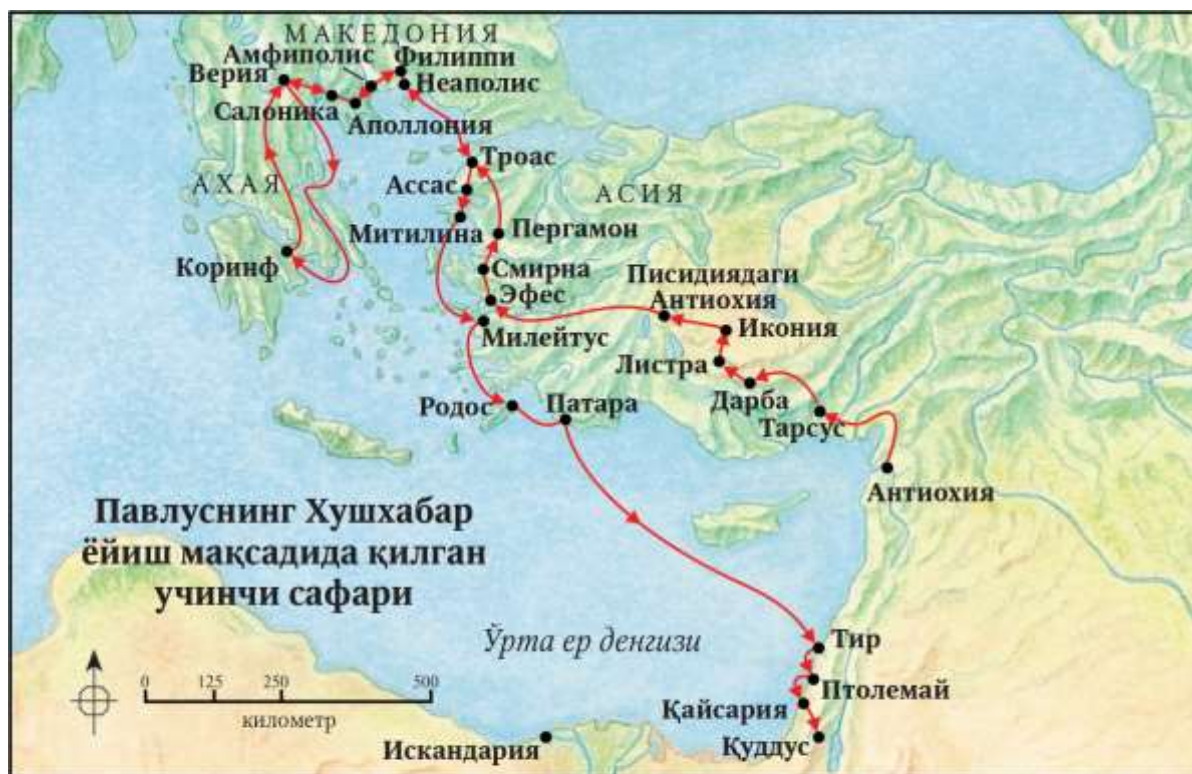 МАКЕДОНИЯ
Амфиполис
Филиппи
Верия
Неаполис
Салоника
Аполлония
Троас
АХАЯ
Ассас
АСИЯ
Митилина
Пергамон
Коринф
Смирна
Писидиядаги
Антиохия
Эфес
Икония
Милейтус
Листра
Дарба
Родос
Патара
Тарсус
Антиохия
Павлуснинг Хушхабар
ёйиш мақсадида қилган
учинчи сафари
Ўрта ер денгизи
Тир
Птолемай
0 125 250 500
километр
Қайсария
Искандария
Қуддус